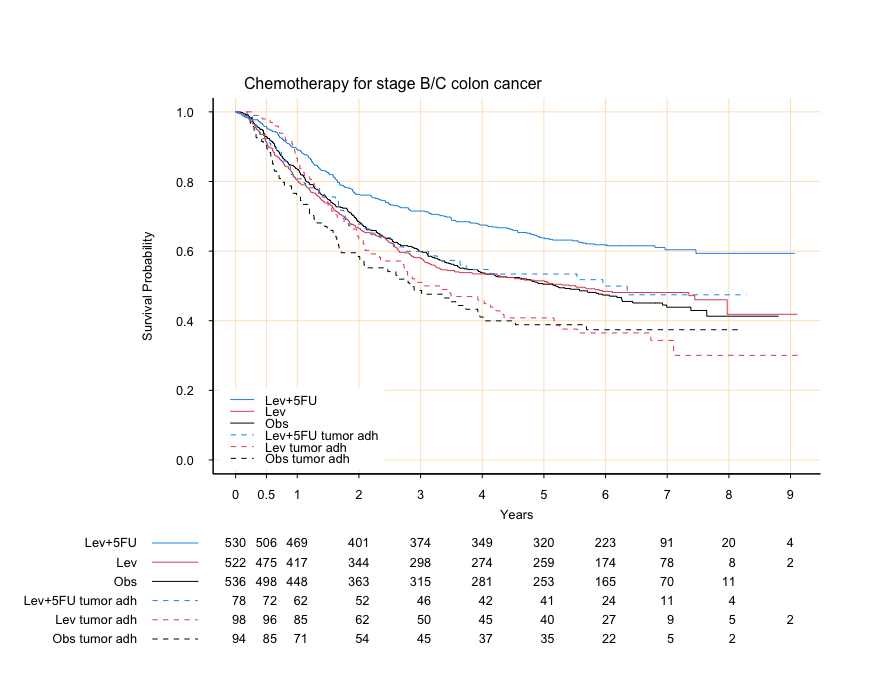 Chemotherapy for stage B/C colon cancer
Survival Probability
1.0
0.8
0.6
0.4
0.2
0.0
Lev+5FU
Lev
Obs
Lev+5FU tumor adh
Lev tumor adh
Obs tumor adh
0 0.5 1 2 3 4 5 6 7 8 9
Years
Lev+5FU 530 506 469 401 374 349 320 223 91 20 4
Lev 522 475 417 344 298 274 259 174 78 8 2
Obs 536 498 448 363 315 281 253 165 70 11
Lev+5FU tumor adh 78 72 62 52 46 42 41 24 11 4
Lev tumor adh 98 96 85 62 50 45 40 27 9 5 2
Obs tumor adh 94 85 71 54 45 37 35 22 5 2